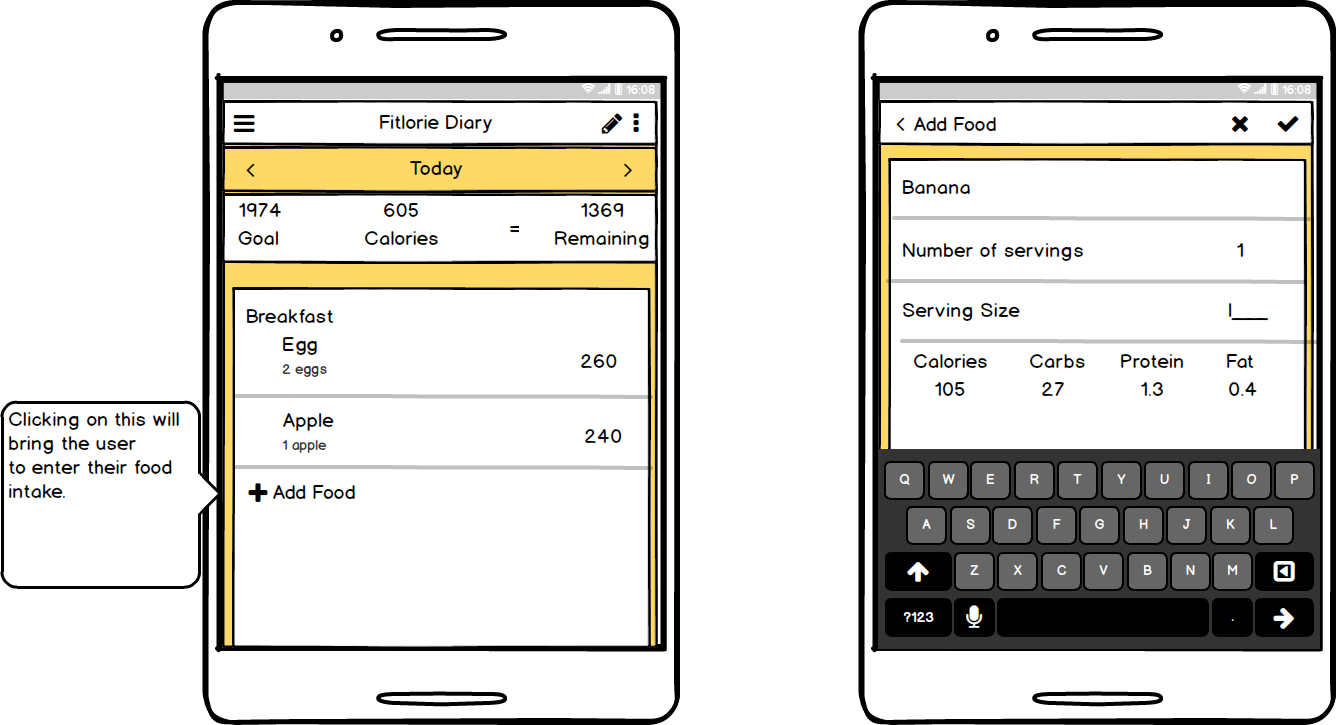 Clicking on this will
bring the user
to enter their food
intake.
16:08
Fitlorie Diary
< Today >
1974 605 1369
Goal Calories = Remaining
Breakfast
Egg
2 eggs
260
Apple
1 apple
240
Add Food
16:08
< Add Food
Banana
Number of servings 1
Serving Size I___
Calories Carbs Protein Fat
105 27 1.3 0.4
Q W E R T Y U I O P
A S D F G H J K L
Z X C V B N M
?123 .